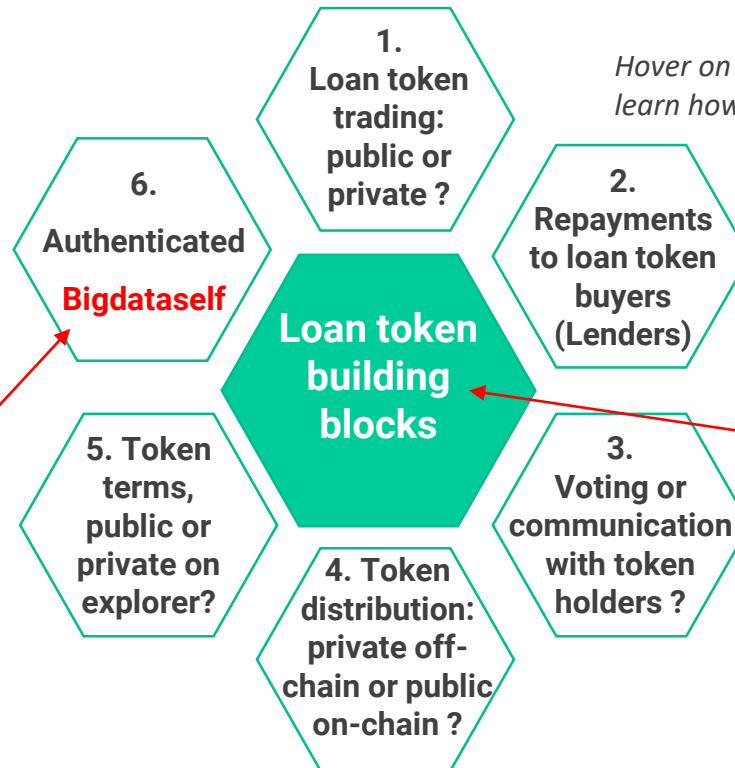 1.
Loan token
trading:
public or
private ?
Hover on
learn how
2.
Repayments
to loan token
buyers
(Lenders)
3.
Voting or
communication
with token
holders ?
4. Token
distribution:
private off-
chain or public
on-chain ?
5. Token
terms,
public or
private on
explorer?
6.
Authenticated
Bigdataself
Loan token
building
blocks